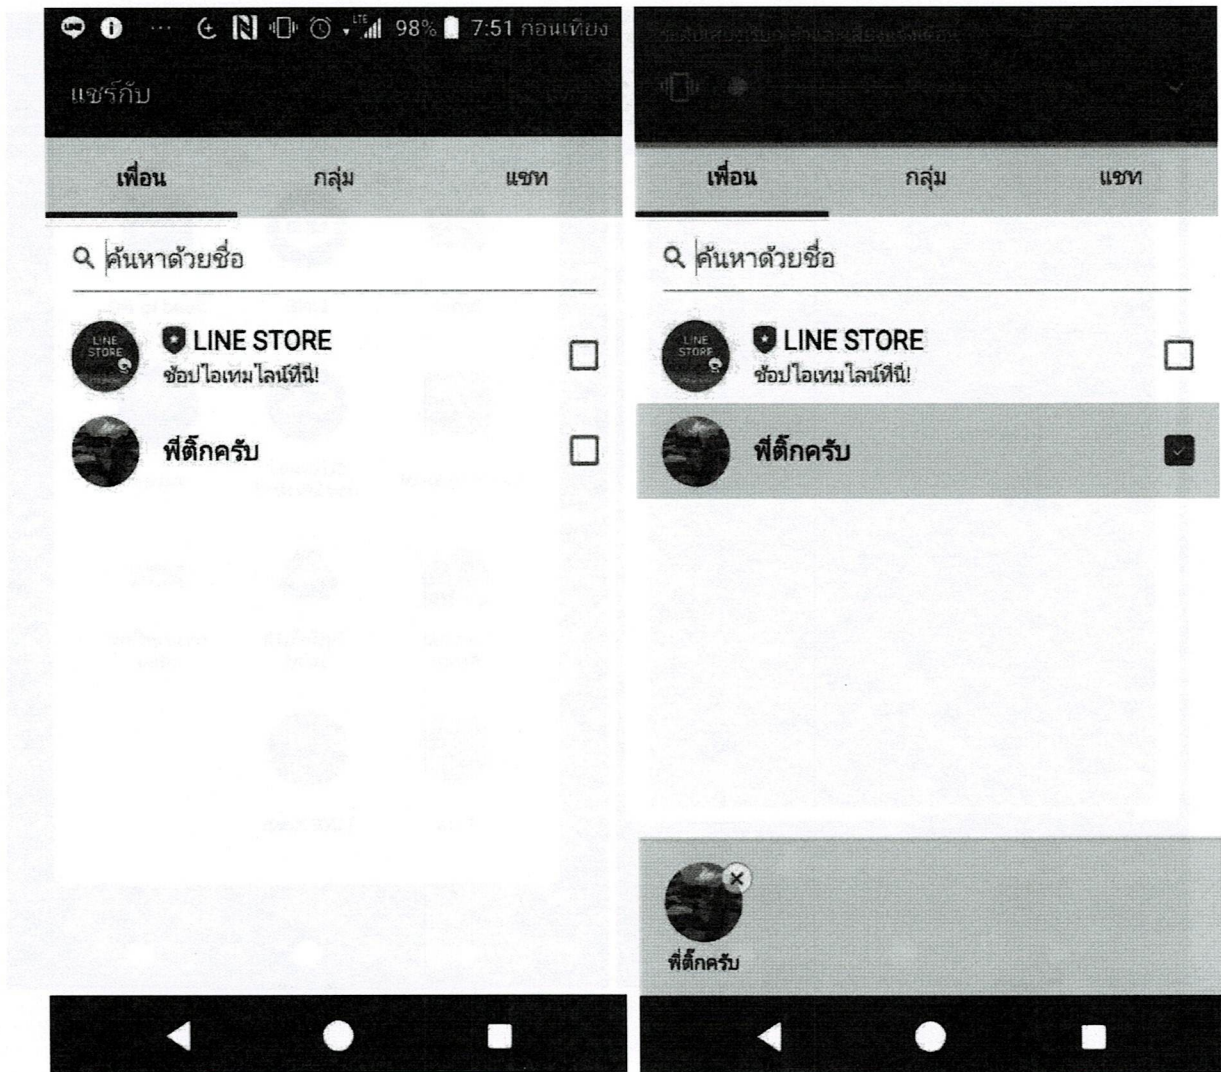 LTE 98% 7:51 ก่อนเที่ยง
แชร์กับ
เพื่อน กลุ่ม แชท
ค้นหาด้วยชื่อ
LINE STORE
LINE STORE
ช้อปไอเทมไลน์ที่นี่!
พี่ติ๊กครับ
เพื่อน กลุ่ม แชท
ค้นหาด้วยชื่อ
LINE STORE
LINE STORE
ช้อปไอเทมไลน์ที่นี่!
พี่ติ๊กครับ
พี่ติ๊กครับ